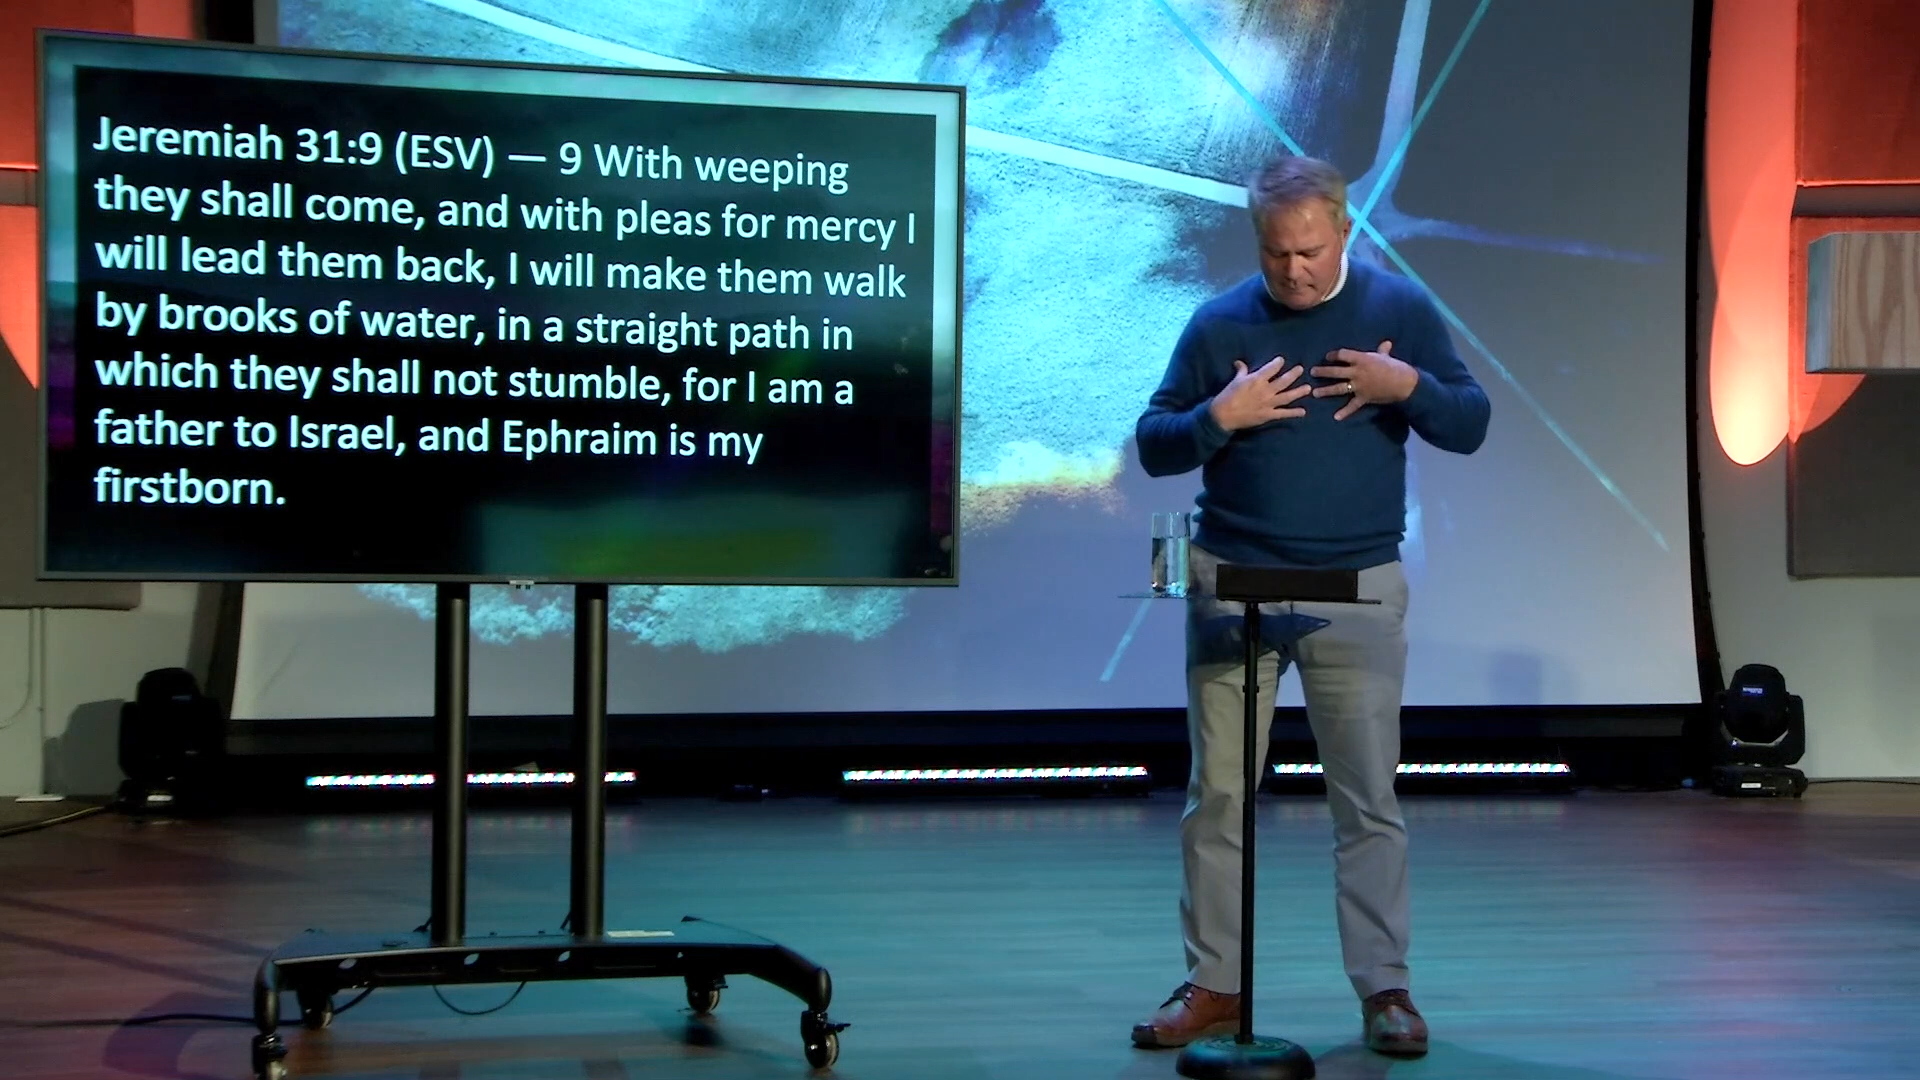 Jeremiah 31:9 (ESV) — 9 With weeping
they shall come, and with pleas for mercy I
will lead them back, I will make them walk
by brooks of water, in a straight path in
which they shall not stumble, for I am a
father to Israel, and Ephraim is my
firstborn.